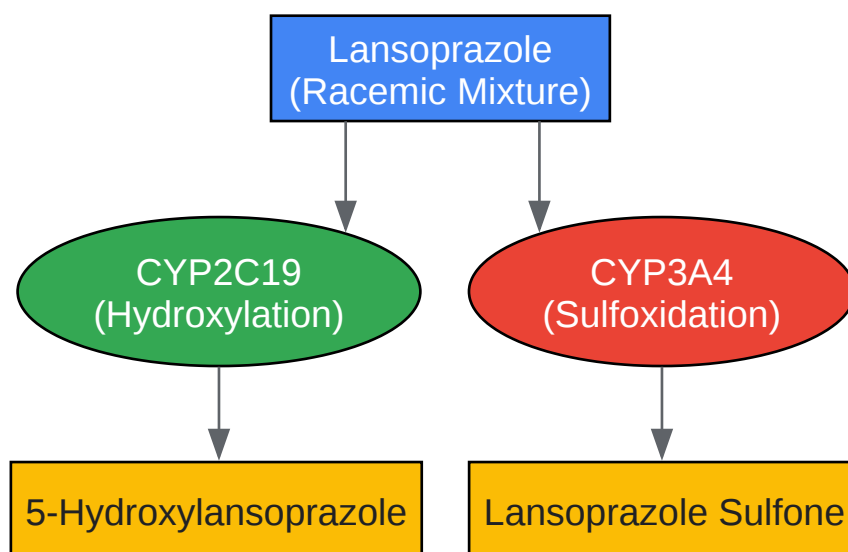 Lansoprazole
(Racemic Mixture)
CYP2C19
(Hydroxylation)
CYP3A4
(Sulfoxidation)
5-Hydroxylansoprazole
Lansoprazole Sulfone